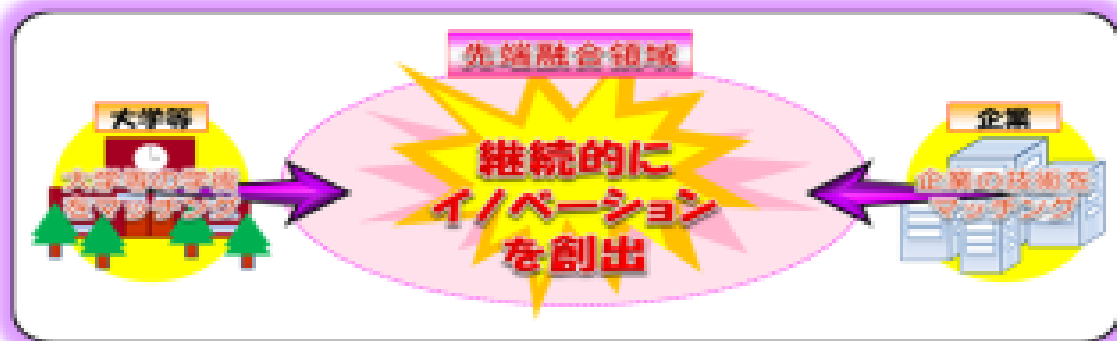 先端融合領域
大学等
企業
継続的に
イノベーション
を創出
企業の技術を
マッチング